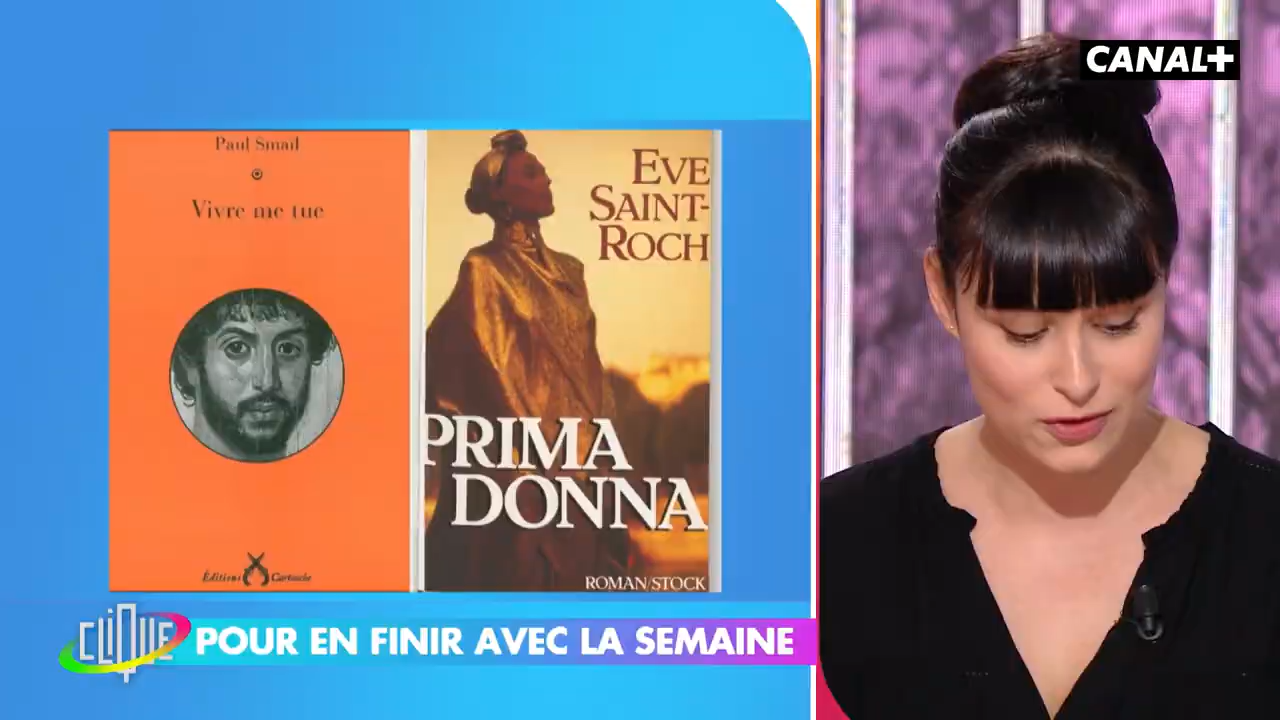 Paul Smaïl
Vivre me tue
Éditions Cartouche
EVE
SAINT-
ROCH
PRIMA
DONNA
ROMAN/STOCK
CLIQUE
POUR EN FINIR AVEC LA SEMAINE
CANAL+